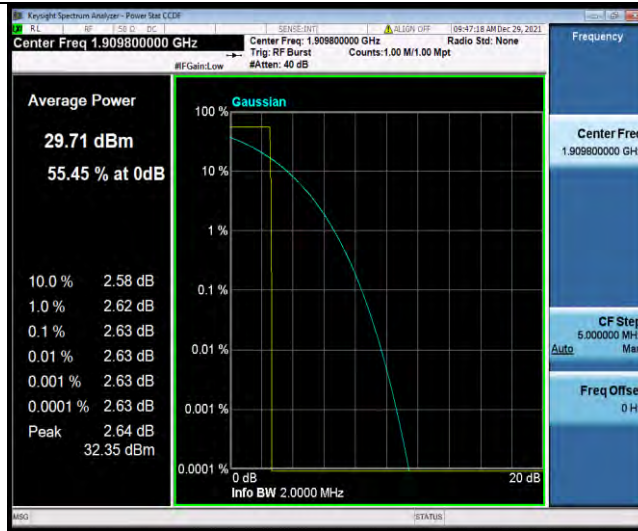 Keysight Spectrum Analyzer - Power Stat CCDF
RL RF 50 Ω DC SENSE:INT ALIGN OFF 09:47:18 AM Dec 29, 2021
Center Freq 1.909800000 GHz
Center Freq: 1.909800000 GHz Radio Std: None
Trig: RF Burst Counts:1.00 M/1.00 Mpt
#IFGain:Low #Atten: 40 dB
Frequency
Average Power
29.71 dBm
55.45 % at 0dB
10.0 % 2.58 dB
1.0 % 2.62 dB
0.1 % 2.63 dB
0.01 % 2.63 dB
0.001 % 2.63 dB
0.0001 % 2.63 dB
Peak 2.64 dB
32.35 dBm
Gaussian
100 %
10 %
1 %
0.1 %
0.01 %
0.001 %
0.0001 %
0 dB 20 dB
Info BW 2.0000 MHz
Center Fre
1.909800000 GH
CF Step
5.000000 MH
Auto Ma
Freq Offse
0 H
MSG STATUS